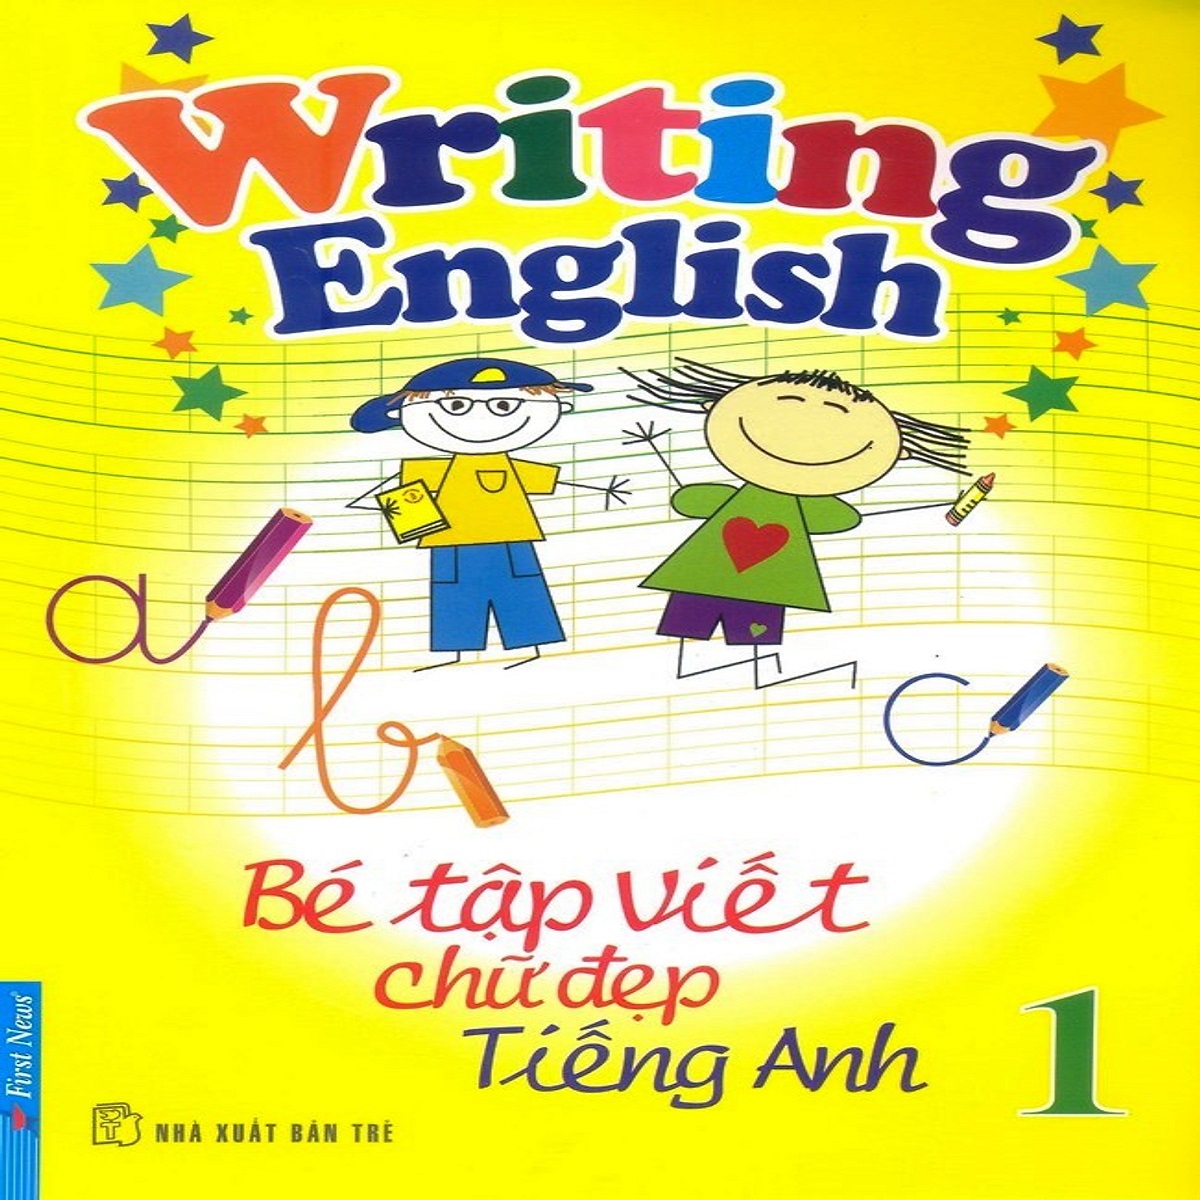 Writing
English
a
b
c
Bé tập viết
chữ đẹp
Tiếng Anh
1
First News
NHÀ XUẤT BẢN TRẺ